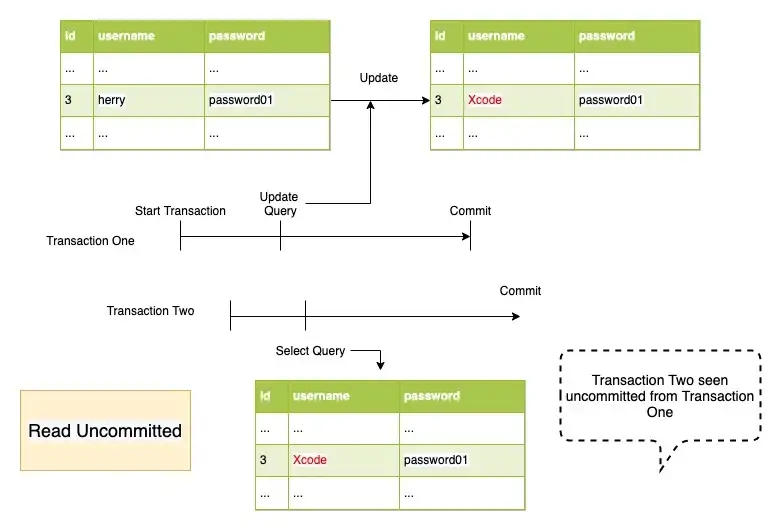 id username password
... ... ...
3 herry password01
... ... ...
Update
id username password
... ... ...
3 Xcode password01
... ... ...
Start Transaction
Update
Query
Commit
Transaction One
Commit
Transaction Two
Select Query
id username password
... ... ...
3 Xcode password01
... ... ...
Read Uncommitted
Transaction Two seen
uncommitted from Transaction
One